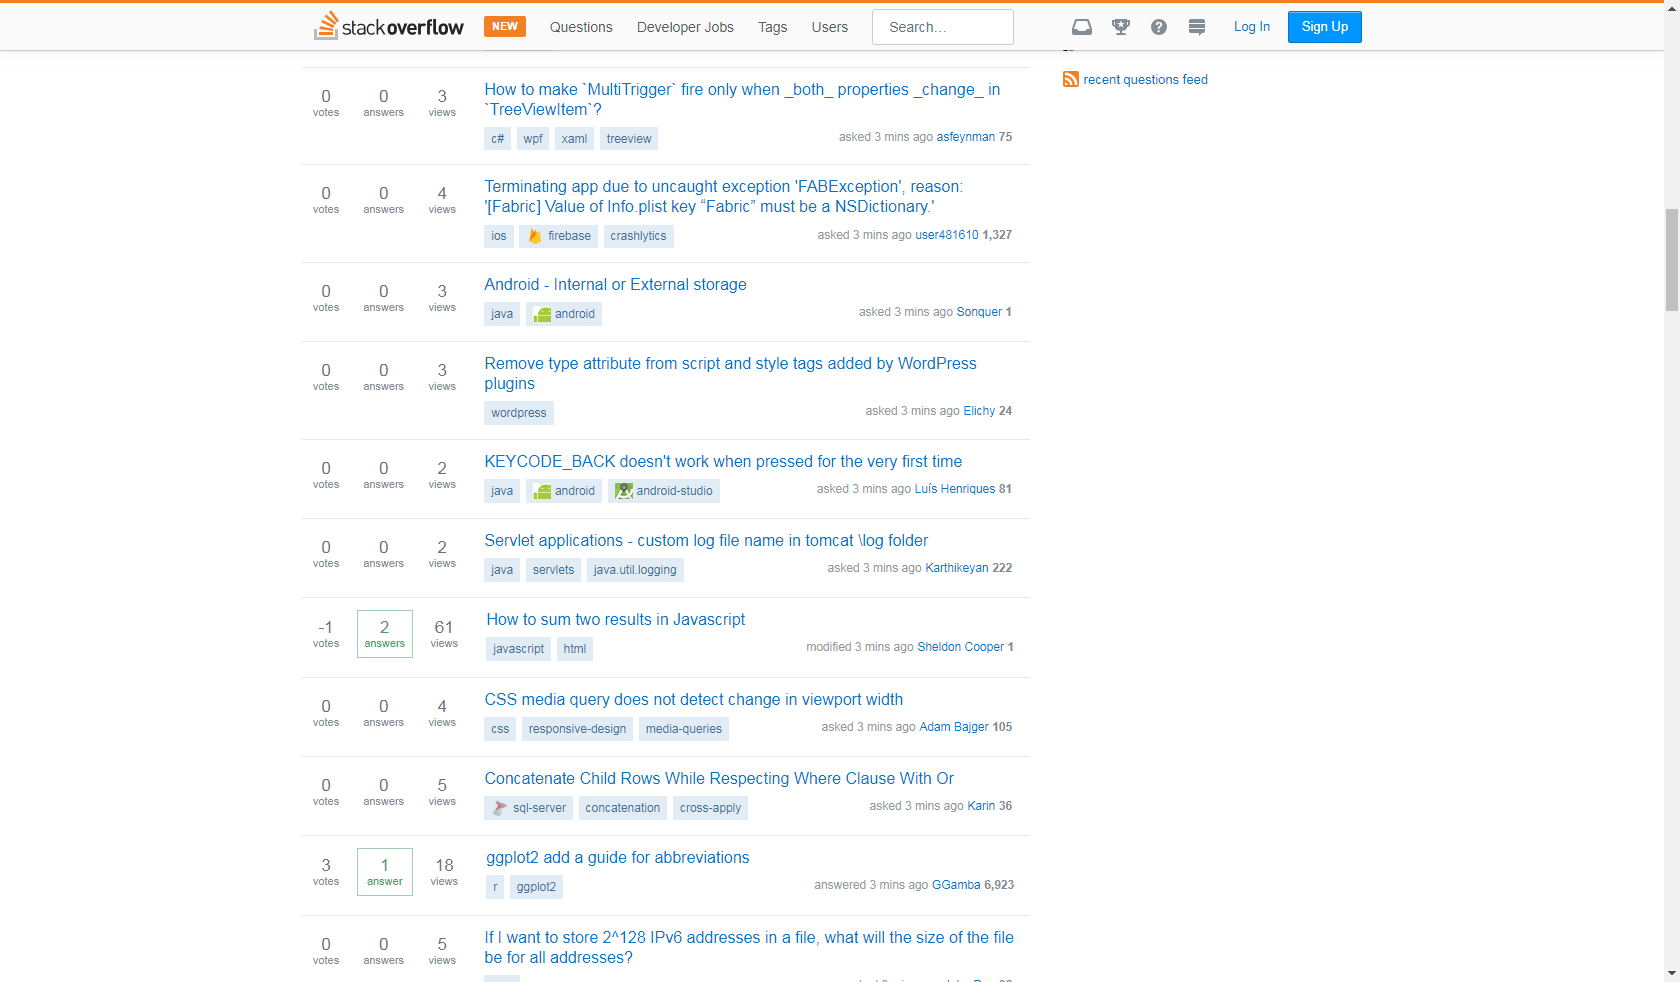 stackoverflow NEW Questions Developer Jobs Tags Users Search... Log In Sign Up
recent questions feed
0 votes 0 answers 3 views
How to make `MultiTrigger` fire only when _both_ properties _change_ in
`TreeViewItem`?
c# wpf xaml treeview
asked 3 mins ago asfeynman 75
0 votes 0 answers 4 views
Terminating app due to uncaught exception 'FABException', reason:
'[Fabric] Value of Info.plist key “Fabric” must be a NSDictionary.'
ios firebase crashlytics
asked 3 mins ago user481610 1,327
0 votes 0 answers 3 views
Android - Internal or External storage
java android
asked 3 mins ago Sonquer 1
0 votes 0 answers 3 views
Remove type attribute from script and style tags added by WordPress
plugins
wordpress
asked 3 mins ago Elichy 24
0 votes 0 answers 2 views
KEYCODE_BACK doesn't work when pressed for the very first time
java android android-studio
asked 3 mins ago Luís Henriques 81
0 votes 0 answers 2 views
Servlet applications - custom log file name in tomcat \log folder
java servlets java.util.logging
asked 3 mins ago Karthikeyan 222
-1 votes 2 answers 61 views
How to sum two results in Javascript
javascript html
modified 3 mins ago Sheldon Cooper 1
0 votes 0 answers 4 views
CSS media query does not detect change in viewport width
css responsive-design media-queries
asked 3 mins ago Adam Bajger 105
0 votes 0 answers 5 views
Concatenate Child Rows While Respecting Where Clause With Or
sql-server concatenation cross-apply
asked 3 mins ago Karin 36
3 votes 1 answer 18 views
ggplot2 add a guide for abbreviations
r ggplot2
answered 3 mins ago GGamba 6,923
0 votes 0 answers 5 views
If I want to store 2^128 IPv6 addresses in a file, what will the size of the file
be for all addresses?